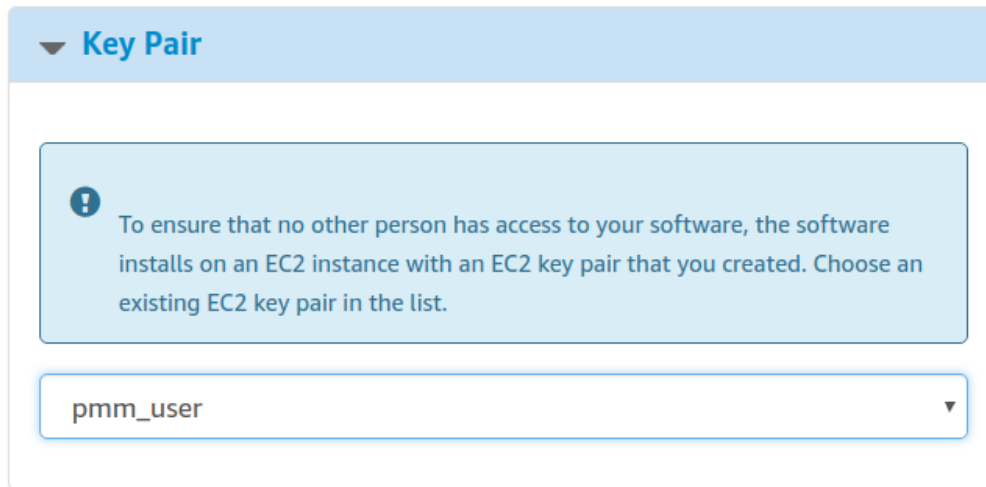 Key Pair
To ensure that no other person has access to your software, the software
installs on an EC2 instance with an EC2 key pair that you created. Choose an
existing EC2 key pair in the list.
pmm_user